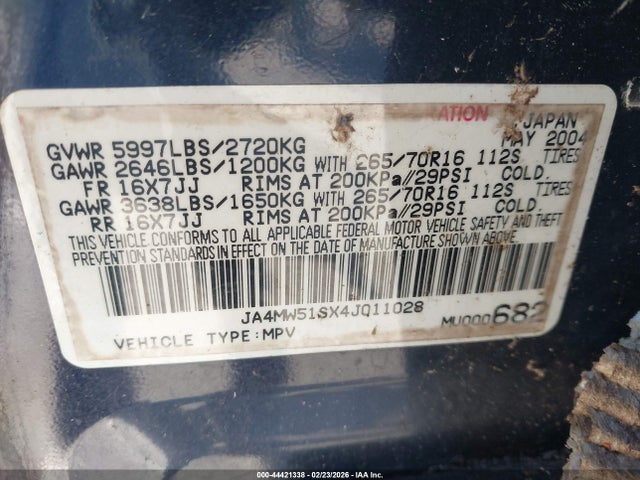 ATION JAPAN
MAY 2004
GVWR 5997LBS/2720KG
GAWR 2646LBS/1200KG WITH 265/70R16 112S TIRES
FR 16X7JJ RIMS AT 200KPa//29PSI COLD.
GAWR 3638LBS/1650KG WITH 265/70R16 112S TIRES
RR 16X7JJ RIMS AT 200KPa//29PSI COLD.
THIS VEHICLE CONFORMS TO ALL APPLICABLE FEDERAL MOTOR VEHICLE SAFETY AND THEFT
PREVENTION STANDARDS IN EFFECT ON THE DATE OF MANUFACTURE SHOWN ABOVE.
JA4MW51SX4J011028
MU000682
VEHICLE TYPE:MPV
000-44421338 - 02/23/2026 - IAA Inc.